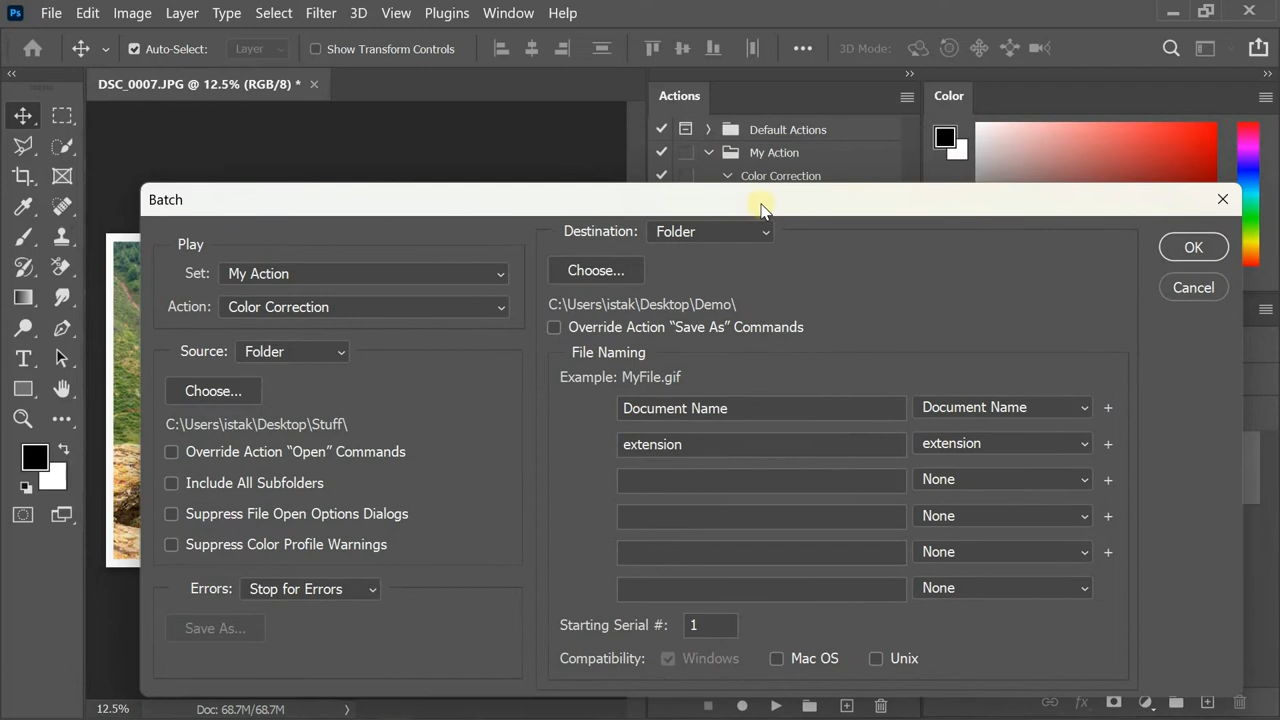 Ps File Edit Image Layer Type Select Filter 3D View Plugins Window Help
Auto-Select: Layer Show Transform Controls 3D Mode:
DSC_0007.JPG @ 12.5% (RGB/8) *
Actions
Color
Default Actions
My Action
Color Correction
Batch
Play
Set: My Action
Action: Color Correction
Source: Folder
Choose...
C:\Users\istak\Desktop\Stuff\
Override Action “Open” Commands
Include All Subfolders
Suppress File Open Options Dialogs
Suppress Color Profile Warnings
Errors: Stop for Errors
Save As...
Destination: Folder
Choose...
C:\Users\istak\Desktop\Demo\
Override Action “Save As” Commands
File Naming
Example: MyFile.gif
Document Name Document Name +
extension extension +
None +
None +
None +
None
Starting Serial #: 1
Compatibility: Windows Mac OS Unix
OK
Cancel
12.5% Doc: 68.7M/68.7M
fx